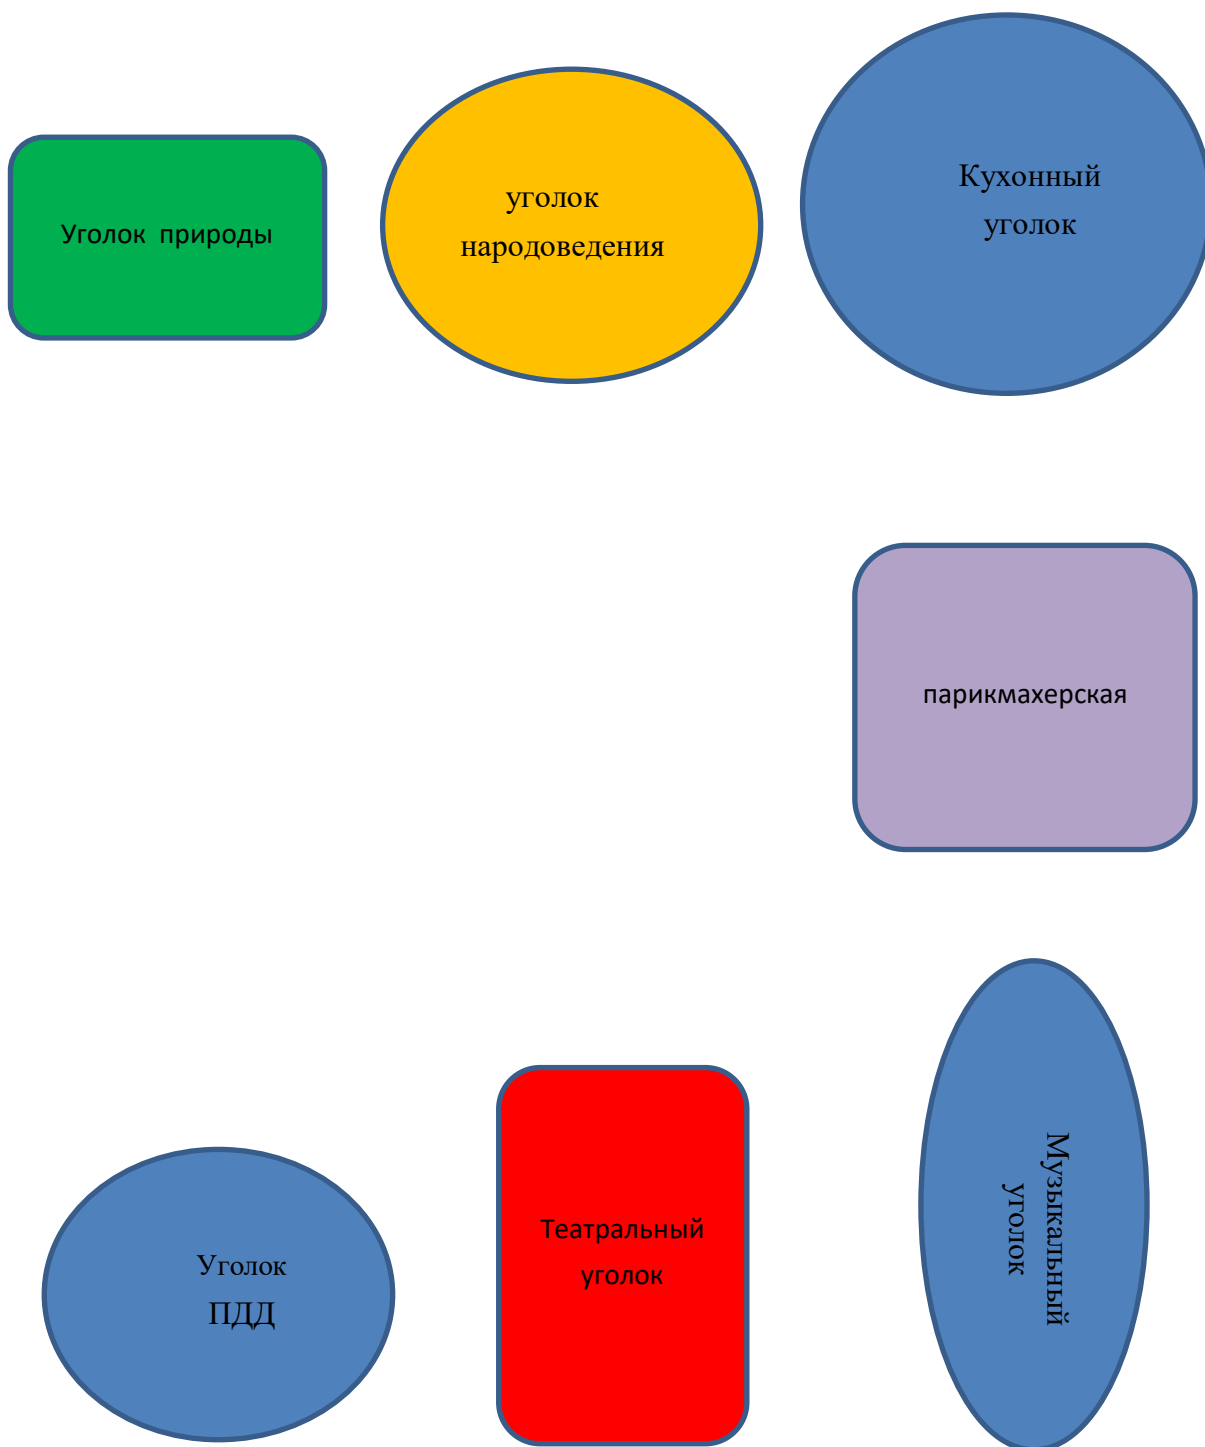 Уголок  природы
уголок
народоведения
Кухонный
уголок
парикмахерская
Уголок
ПДД
Театральный
уголок
Музыкальный
уголок